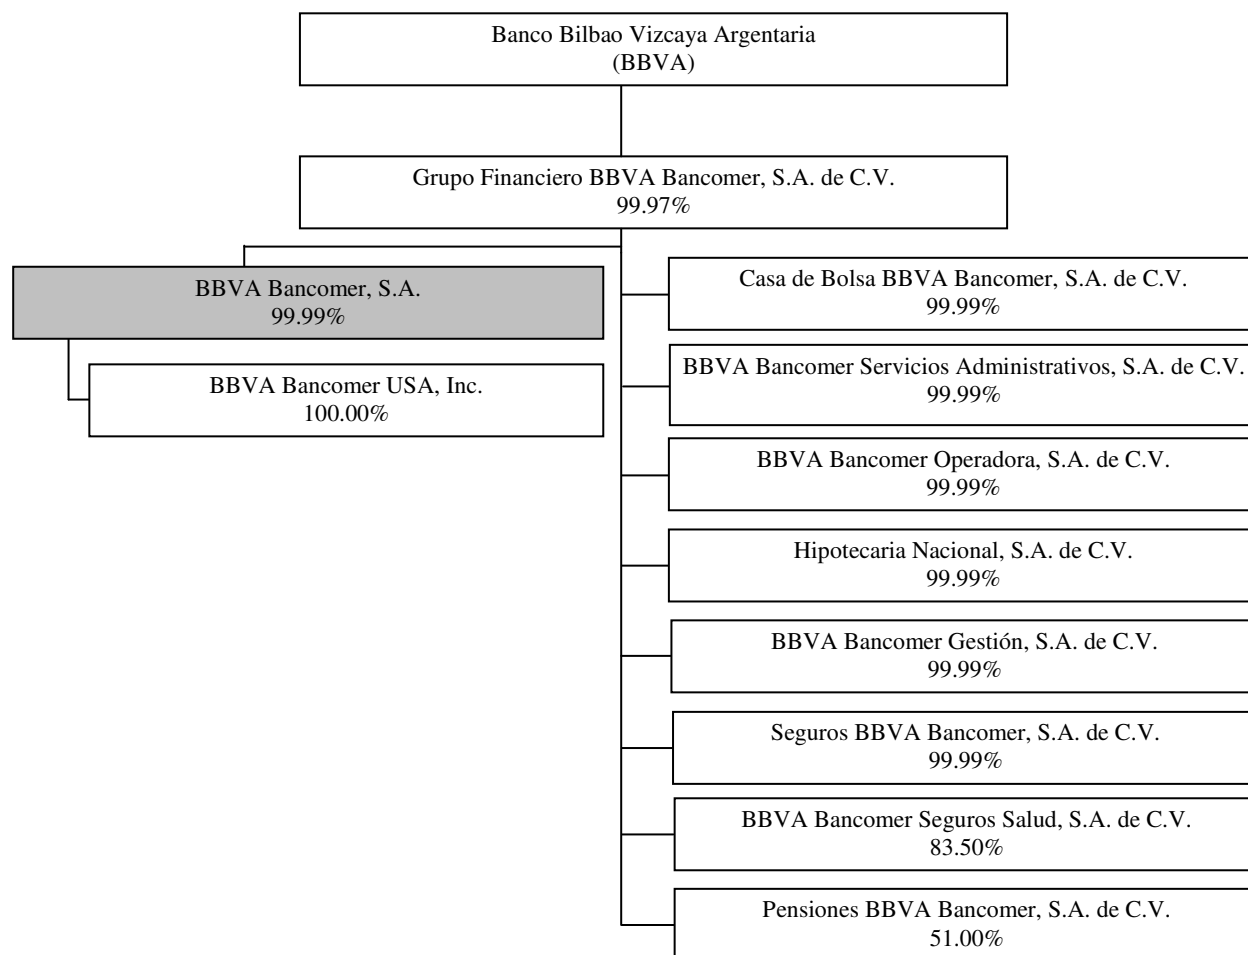 Banco Bilbao Vizcaya Argentaria
(BBVA)
Grupo Financiero BBVA Bancomer, S.A. de C.V.
99.97%
BBVA Bancomer, S.A.
99.99%
BBVA Bancomer USA, Inc.
100.00%
Casa de Bolsa BBVA Bancomer, S.A. de C.V.
99.99%
BBVA Bancomer Servicios Administrativos, S.A. de C.V.
99.99%
BBVA Bancomer Operadora, S.A. de C.V.
99.99%
Hipotecaria Nacional, S.A. de C.V.
99.99%
BBVA Bancomer Gestión, S.A. de C.V.
99.99%
Seguros BBVA Bancomer, S.A. de C.V.
99.99%
BBVA Bancomer Seguros Salud, S.A. de C.V.
83.50%
Pensiones BBVA Bancomer, S.A. de C.V.
51.00%